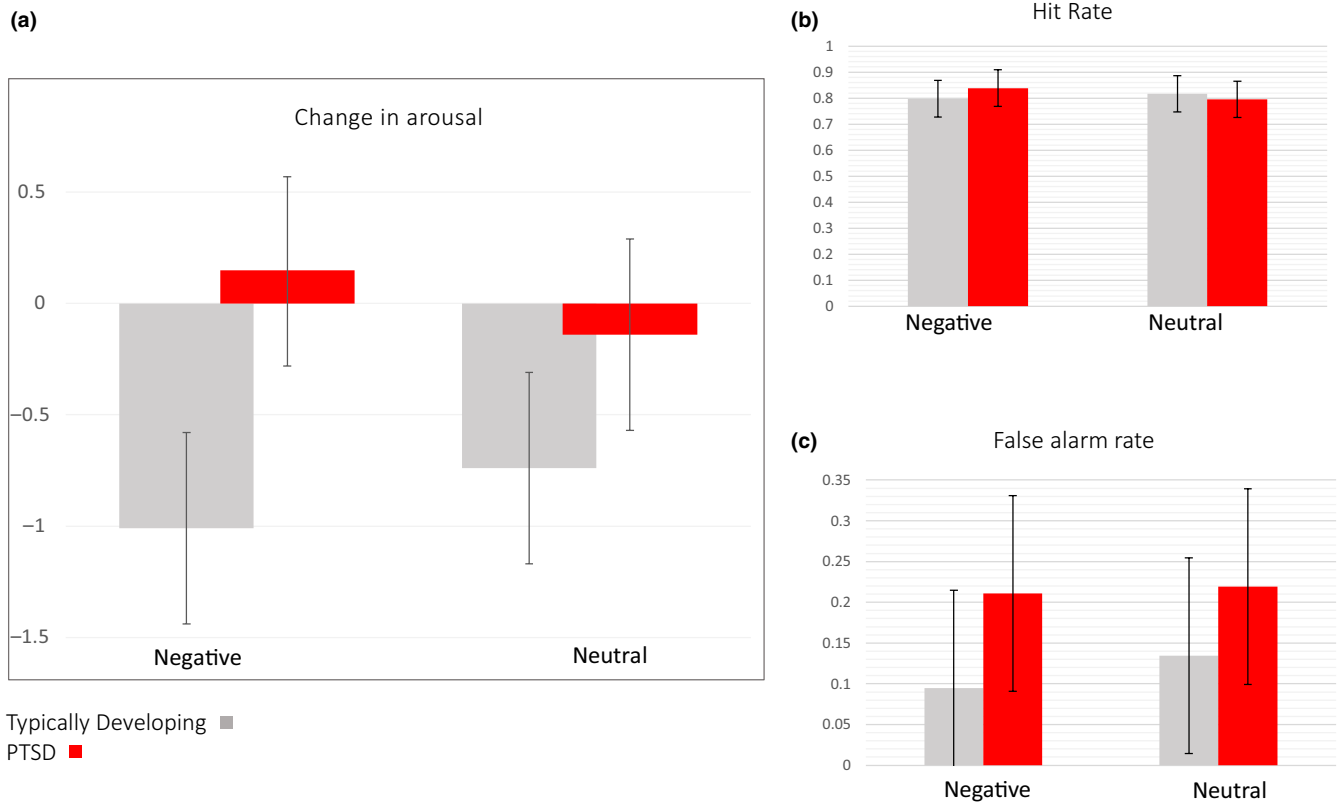 (a)
Change in arousal
0.5
0
−0.5
−1
−1.5
Negative Neutral
Typically Developing
PTSD
(b)
Hit Rate
1
0.9
0.8
0.7
0.6
0.5
0.4
0.3
0.2
0.1
0
Negative Neutral
(c)
False alarm rate
0.35
0.3
0.25
0.2
0.15
0.1
0.05
0
Negative Neutral